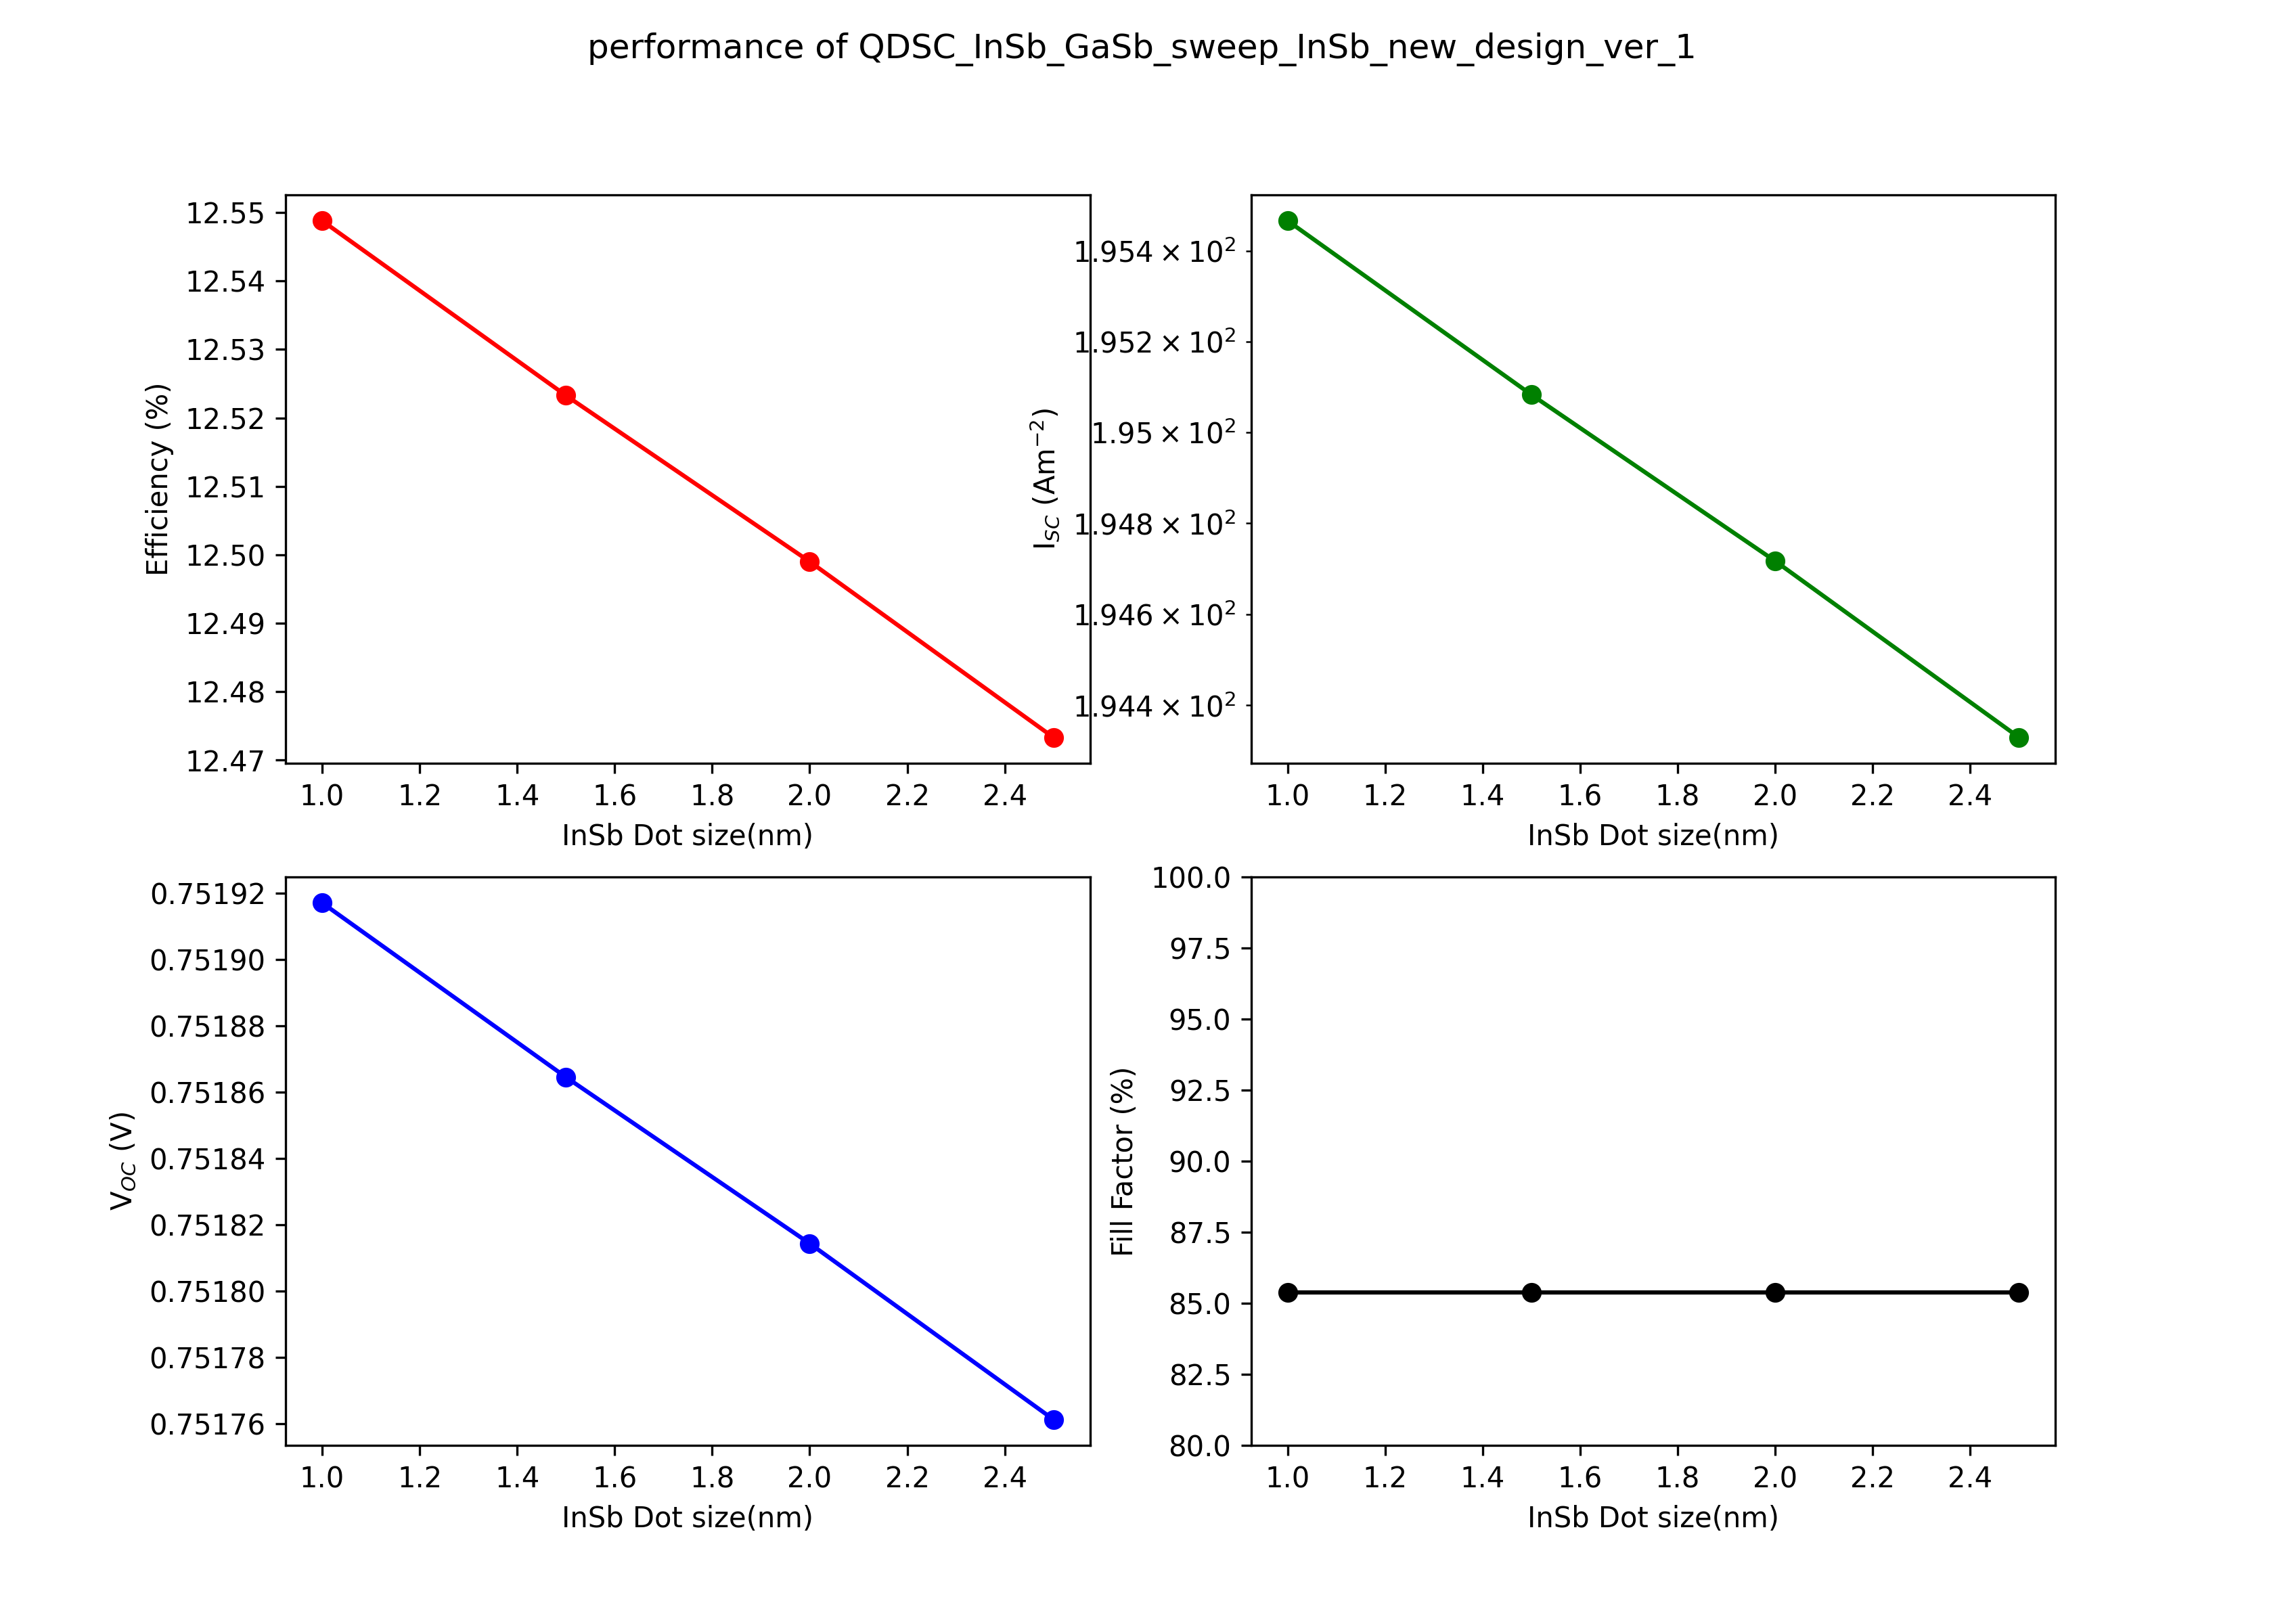 performance of QDSC_InSb_GaSb_sweep_InSb_new_design_ver_1
12.55
12.54
12.53
12.52
12.51
12.50
12.49
12.48
12.47
Efficiency (%)
1.0 1.2 1.4 1.6 1.8 2.0 2.2 2.4
InSb Dot size(nm)
1.954 × 10²
1.952 × 10²
1.95 × 10²
1.948 × 10²
1.946 × 10²
1.944 × 10²
I_SC (Am⁻²)
1.0 1.2 1.4 1.6 1.8 2.0 2.2 2.4
InSb Dot size(nm)
0.75192
0.75190
0.75188
0.75186
0.75184
0.75182
0.75180
0.75178
0.75176
V_OC (V)
1.0 1.2 1.4 1.6 1.8 2.0 2.2 2.4
InSb Dot size(nm)
100.0
97.5
95.0
92.5
90.0
87.5
85.0
82.5
80.0
Fill Factor (%)
1.0 1.2 1.4 1.6 1.8 2.0 2.2 2.4
InSb Dot size(nm)